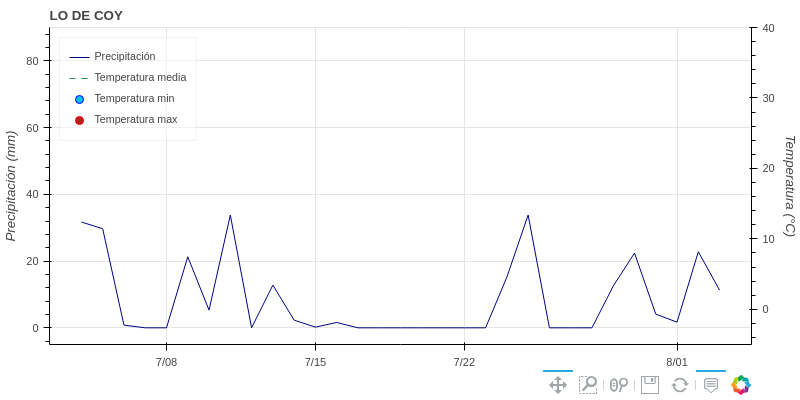 LO DE COY
Precipitación
Temperatura media
Temperatura min
Temperatura max
Precipitación (mm)
80
60
40
20
0
Temperatura (°C)
40
30
20
10
0
7/08
7/15
7/22
8/01